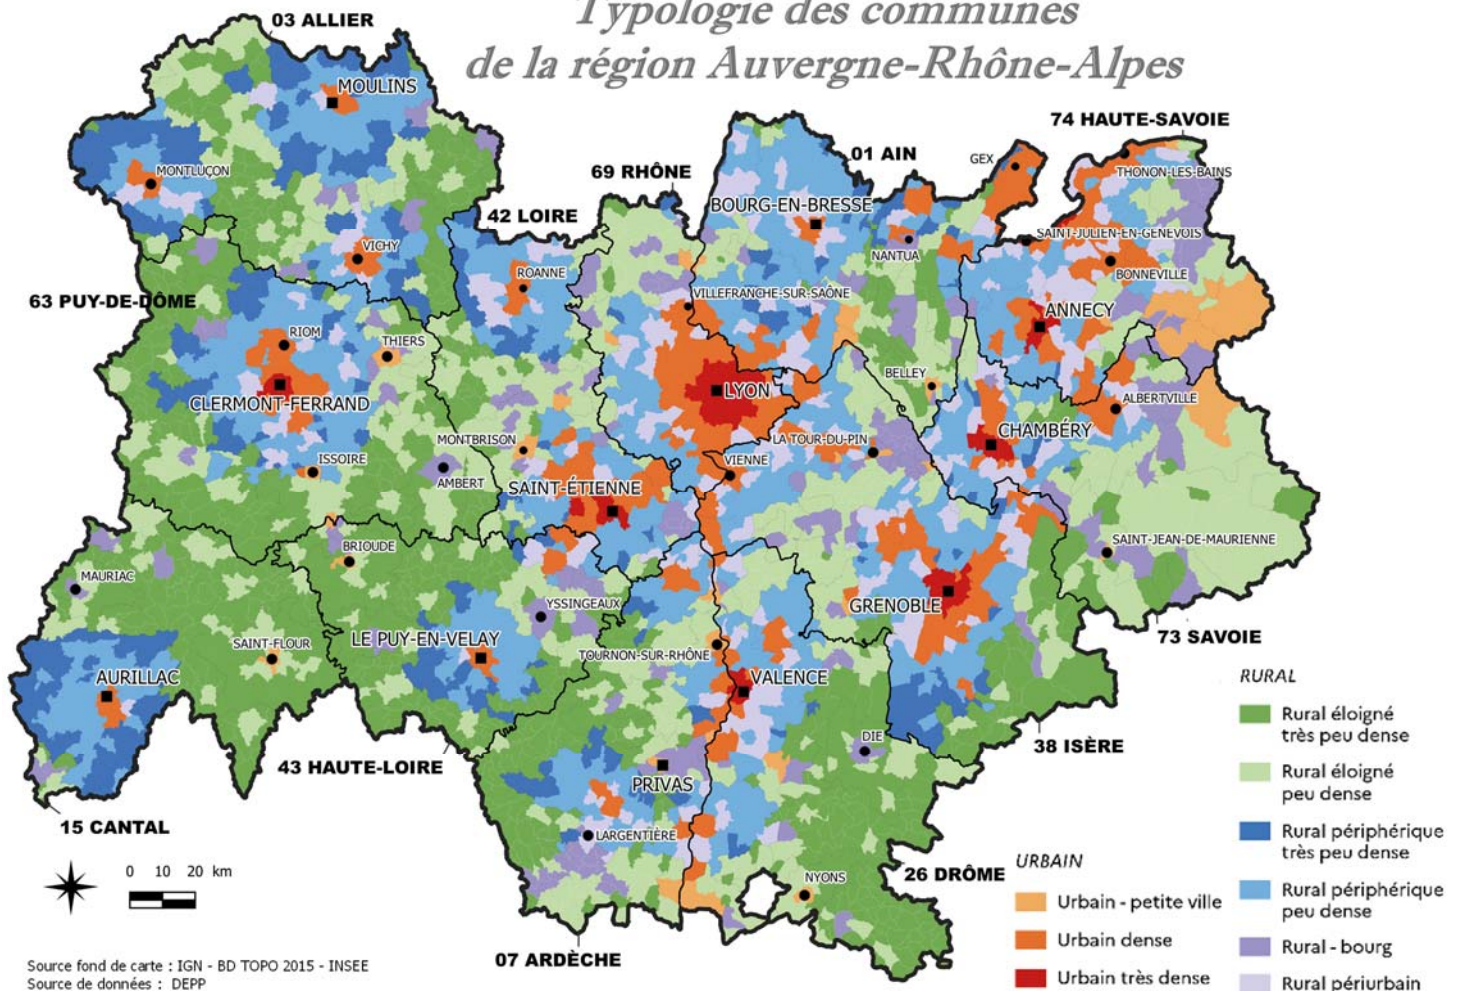 Typologie des communes
de la région Auvergne-Rhône-Alpes
03 ALLIER
MOULINS
MONTLUÇON
VICHY
69 RHÔNE
42 LOIRE
ROANNE
01 AIN
BOURG-EN-BRESSE
GEX
NANTUA
74 HAUTE-SAVOIE
THONON-LES-BAINS
SAINT-JULIEN-EN-GENEVOIS
BONNEVILLE
ANNECY
63 PUY-DE-DÔME
RIOM
THIERS
CLERMONT-FERRAND
ISSOIRE
AMBERT
VILLEFRANCHE-SUR-SAÔNE
LYON
BELLEY
ALBERTVILLE
CHAMBÉRY
MONTBRISON
SAINT-ÉTIENNE
LA TOUR-DU-PIN
VIENNE
SAINT-JEAN-DE-MAURIENNE
BRIOUDE
MAURIAC
YSSINGEAUX
GRENOBLE
73 SAVOIE
SAINT-FLOUR
LE PUY-EN-VELAY
TOURNON-SUR-RHÔNE
AURILLAC
VALENCE
DIE
38 ISÈRE
43 HAUTE-LOIRE
PRIVAS
15 CANTAL
LARGENTIÈRE
NYONS
26 DRÔME
07 ARDÈCHE
0 10 20 km
Source fond de carte : IGN - BD TOPO 2015 - INSEE
Source de données : DEPP
URBAIN
Urbain - petite ville
Urbain dense
Urbain très dense
RURAL
Rural éloigné
très peu dense
Rural éloigné
peu dense
Rural périphérique
très peu dense
Rural périphérique
peu dense
Rural - bourg
Rural périurbain